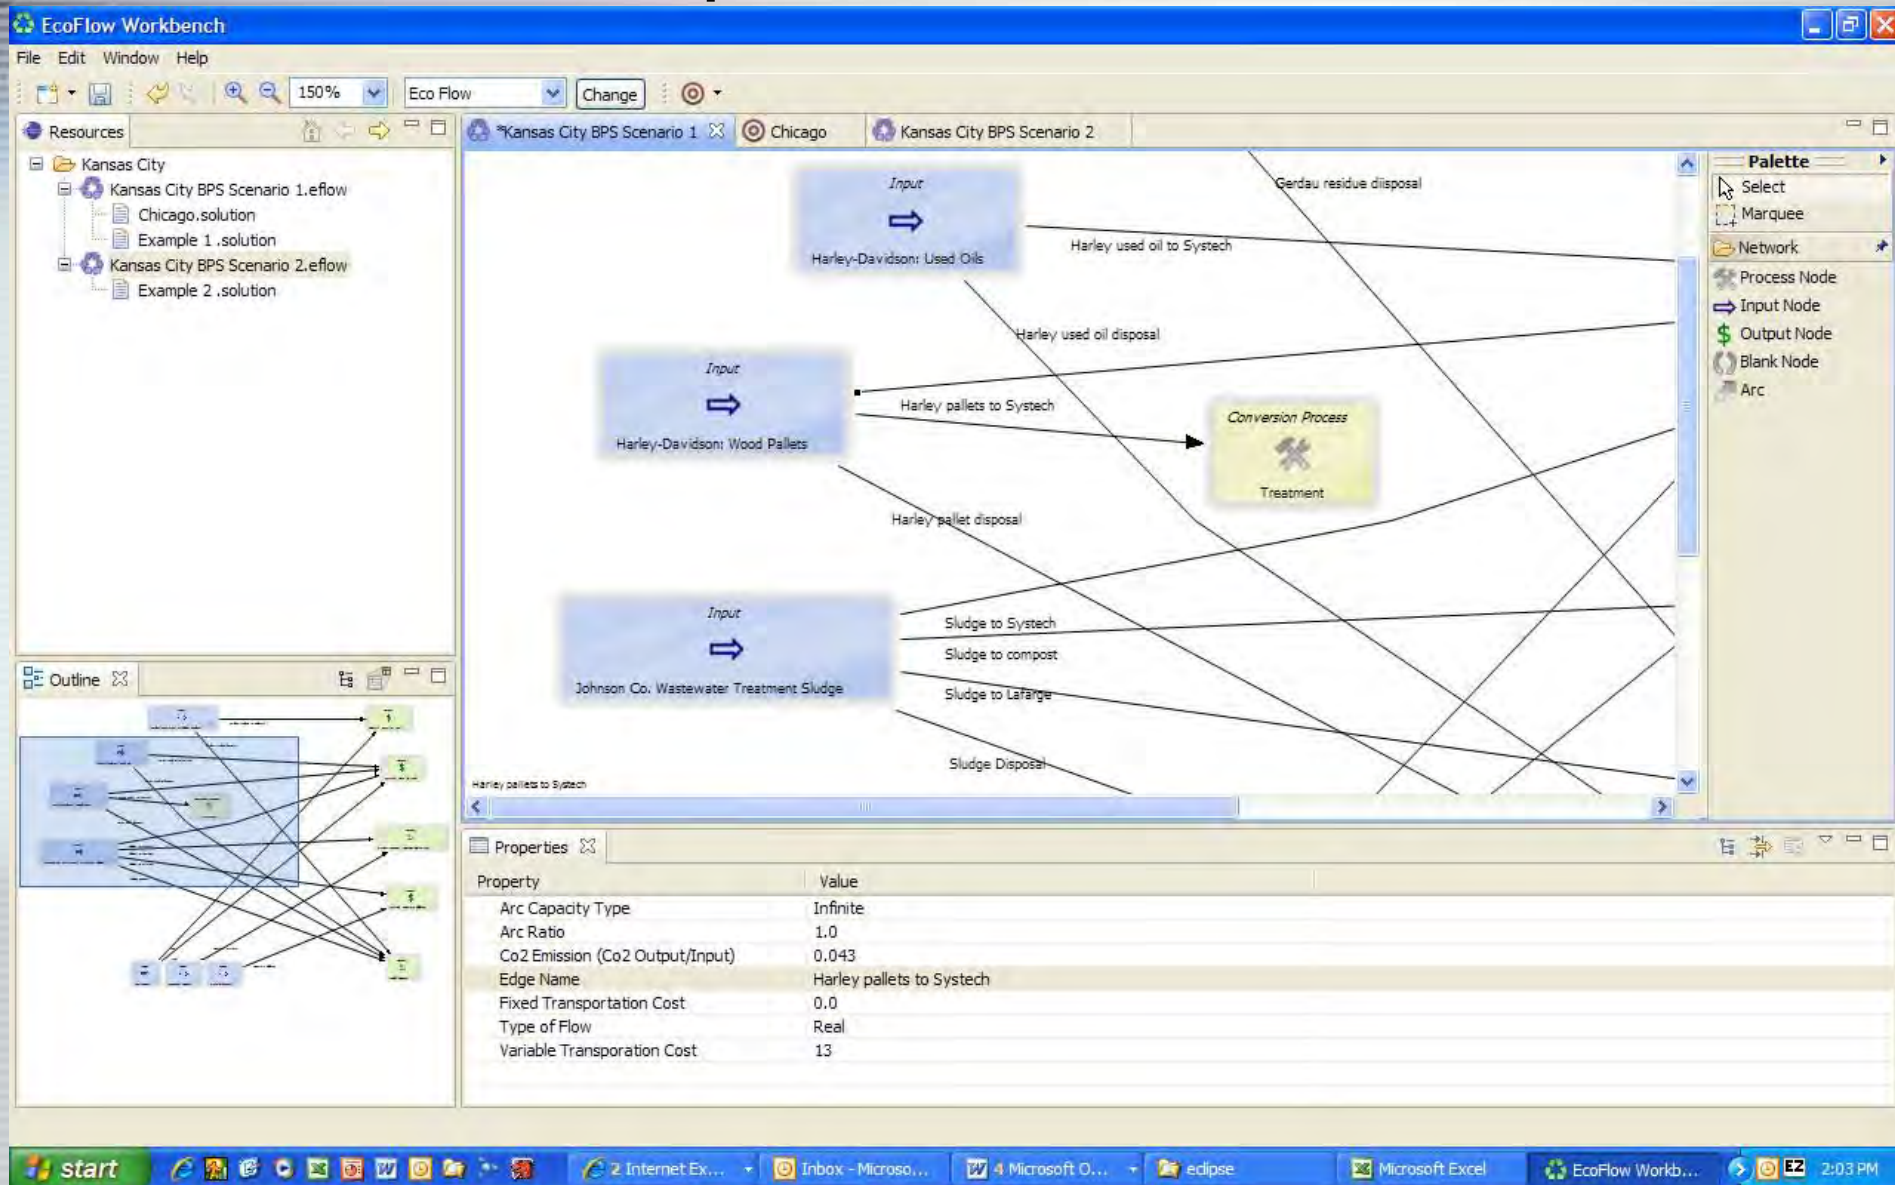 EcoFlow Workbench
File Edit Window Help
150% Eco Flow Change
Resources
Kansas City
Kansas City BPS Scenario 1.eflow
Chicago.solution
Example 1 .solution
Kansas City BPS Scenario 2.eflow
Example 2 .solution
Outline
*Kansas City BPS Scenario 1 Chicago Kansas City BPS Scenario 2
Input
Harley-Davidson: Used Oils
Gerdau residue diisposal
Harley used oil to Systech
Harley used oil disposal
Input
Harley-Davidson: Wood Pallets
Harley pallets to Systech
Conversion Process
Treatment
Harley pallet disposal
Input
Johnson Co. Wastewater Treatment Sludge
Sludge to Systech
Sludge to compost
Sludge to Lafarge
Sludge Disposal
Harley pallets to Systech
Palette
Select
Marquee
Network
Process Node
Input Node
$ Output Node
Blank Node
Arc
Properties
Property Value
Arc Capacity Type Infinite
Arc Ratio 1.0
Co2 Emission (Co2 Output/Input) 0.043
Edge Name Harley pallets to Systech
Fixed Transportation Cost 0.0
Type of Flow Real
Variable Transporation Cost 13
start 2 Internet Ex... Inbox - Microso... 4 Microsoft O... eclipse Microsoft Excel EcoFlow Workb... EZ 2:03 PM